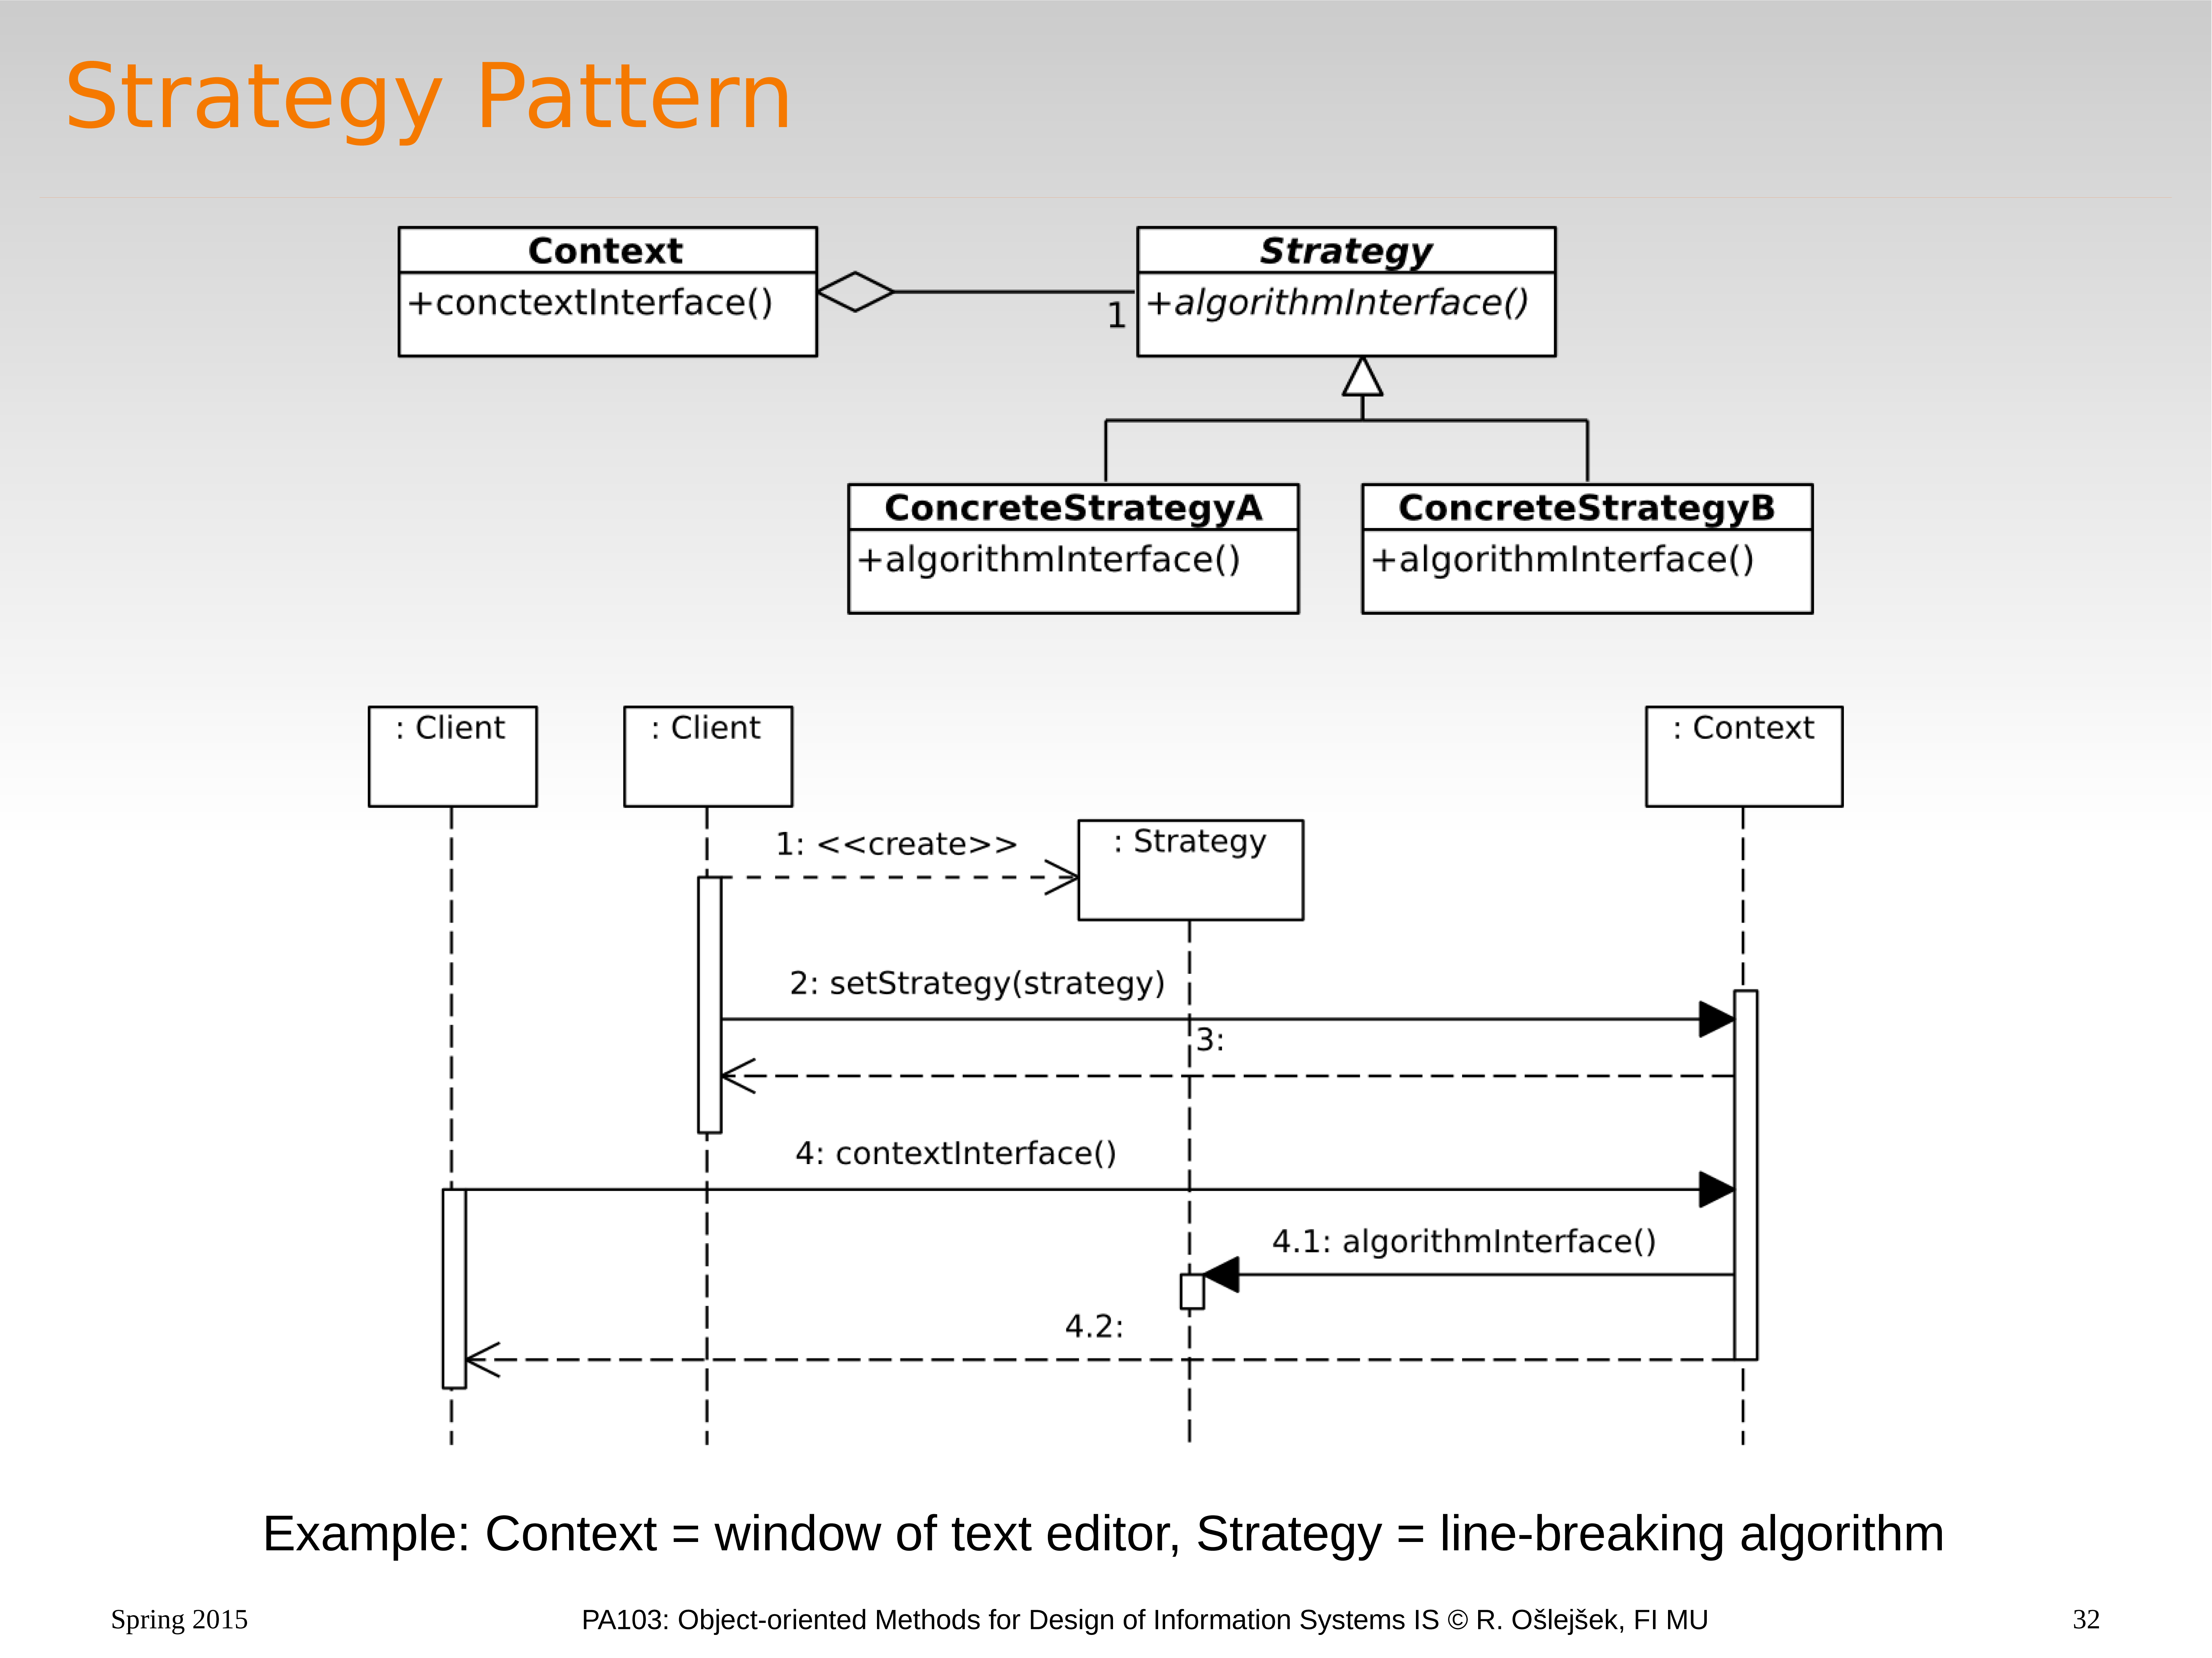 Strategy Pattern
Context
+conctextInterface()
1
Strategy
+algorithmInterface()
ConcreteStrategyA
+algorithmInterface()
ConcreteStrategyB
+algorithmInterface()
: Client
: Client
: Context
1: <<create>>
: Strategy
2: setStrategy(strategy)
3:
4: contextInterface()
4.1: algorithmInterface()
4.2:
Example: Context = window of text editor, Strategy = line-breaking algorithm
Spring 2015
PA103: Object-oriented Methods for Design of Information Systems IS © R. Ošlejšek, FI MU
32